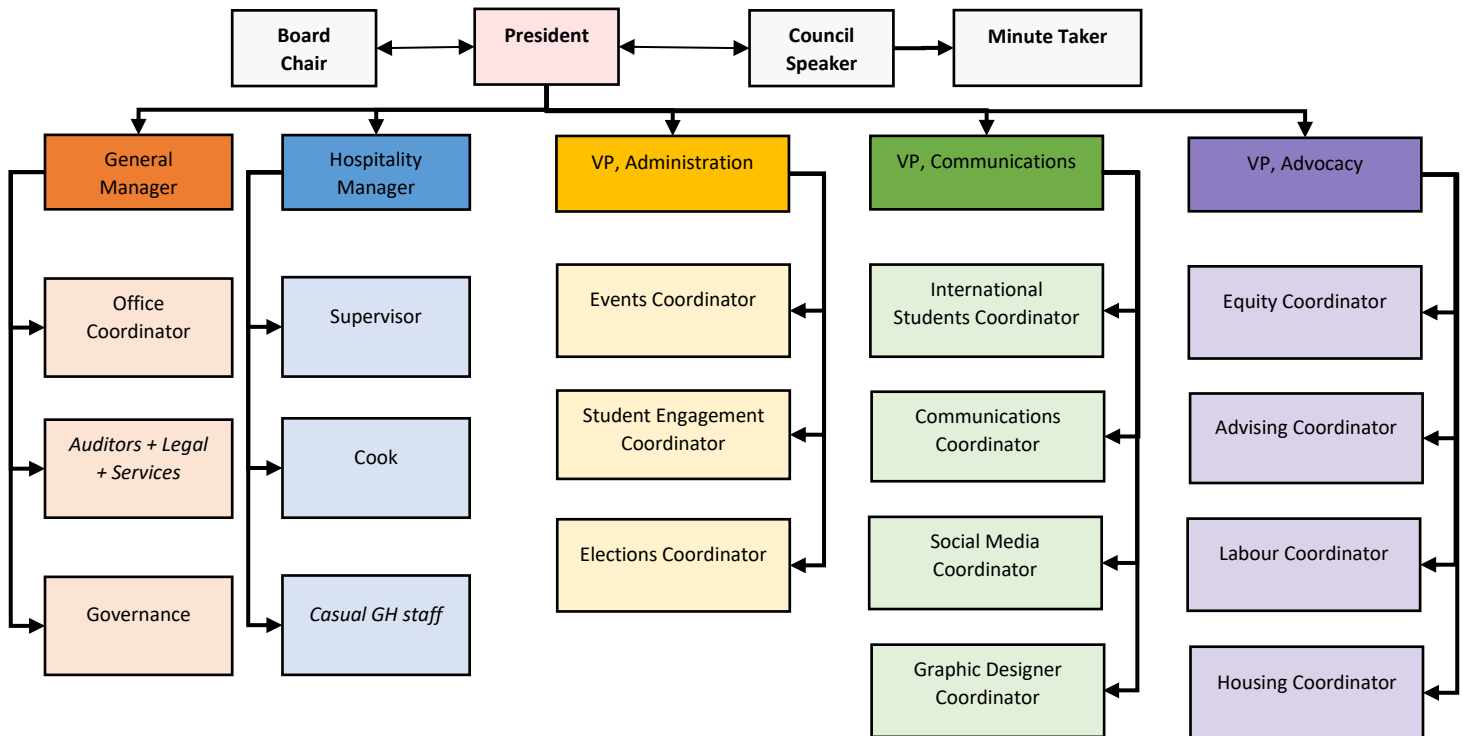 Board
Chair
President
Council
Speaker
Minute Taker
General
Manager
Hospitality
Manager
VP, Administration
VP, Communications
VP, Advocacy
Office
Coordinator
Supervisor
Events Coordinator
International
Students Coordinator
Equity Coordinator
Auditors + Legal
+ Services
Cook
Student Engagement
Coordinator
Communications
Coordinator
Advising Coordinator
Governance
Casual GH staff
Elections Coordinator
Social Media
Coordinator
Labour Coordinator
Graphic Designer
Coordinator
Housing Coordinator